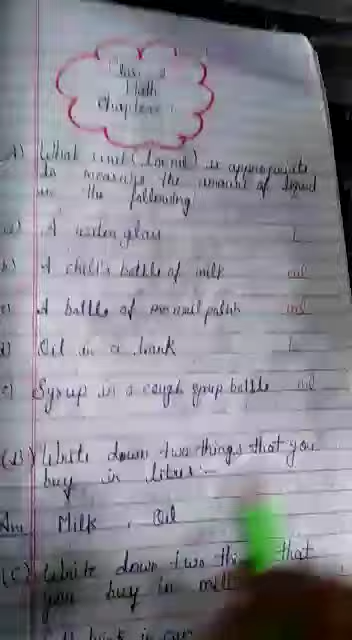 Class 2
Math
Chapter
A) What unit (l or ml) is appropriate
to measure the amount of liquid
in the following
a) A water glass L
b) A child's bottle of milk ml
c) A bottle of nail polish ml
d) Oil in a tank L
e) Syrup in a cough syrup bottle ml
(B) Write down two things that you
buy in litres:-
Ans Milk, Oil
(C) Write down two that
you buy in